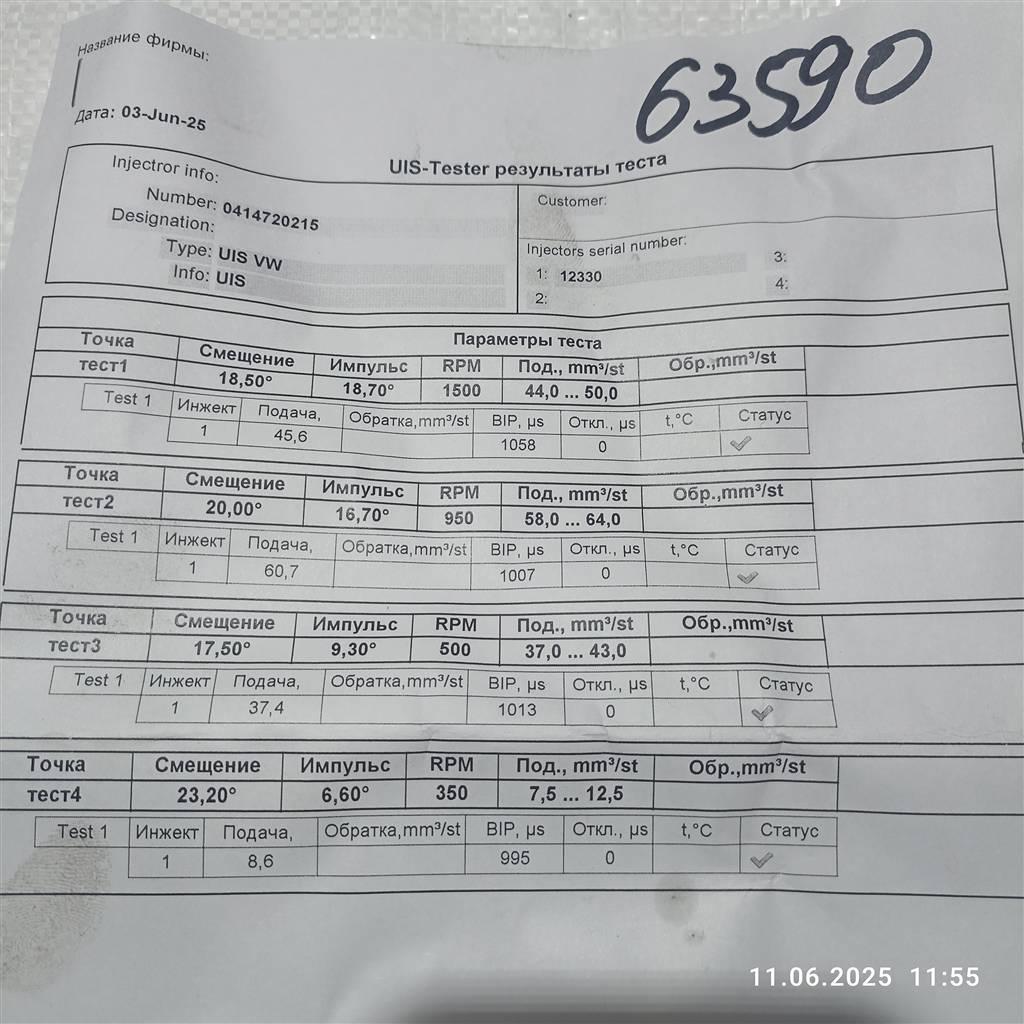 Название фирмы:
63590
Дата: 03-Jun-25
UIS-Tester результаты теста
Injectror info:
Number: 0414720215
Designation:
Type: UIS VW
Info: UIS
Customer:
Injectors serial number:
1: 12330 3:
2: 4:
Параметры теста
Точка Смещение Импульс RPM Под., mm³/st Обр.,mm³/st
тест1 18,50° 18,70° 1500 44,0 ... 50,0
Test 1 Инжект Подача, Обратка,mm³/st BIP, µs Откл., µs t,°C Статус
1 45,6 1058 0
Точка Смещение Импульс RPM Под., mm³/st Обр.,mm³/st
тест2 20,00° 16,70° 950 58,0 ... 64,0
Test 1 Инжект Подача, Обратка,mm³/st BIP, µs Откл., µs t,°C Статус
1 60,7 1007 0
Точка Смещение Импульс RPM Под., mm³/st Обр.,mm³/st
тест3 17,50° 9,30° 500 37,0 ... 43,0
Test 1 Инжект Подача, Обратка,mm³/st BIP, µs Откл., µs t,°C Статус
1 37,4 1013 0
Точка Смещение Импульс RPM Под., mm³/st Обр.,mm³/st
тест4 23,20° 6,60° 350 7,5 ... 12,5
Test 1 Инжект Подача, Обратка,mm³/st BIP, µs Откл., µs t,°C Статус
1 8,6 995 0
11.06.2025 11:55